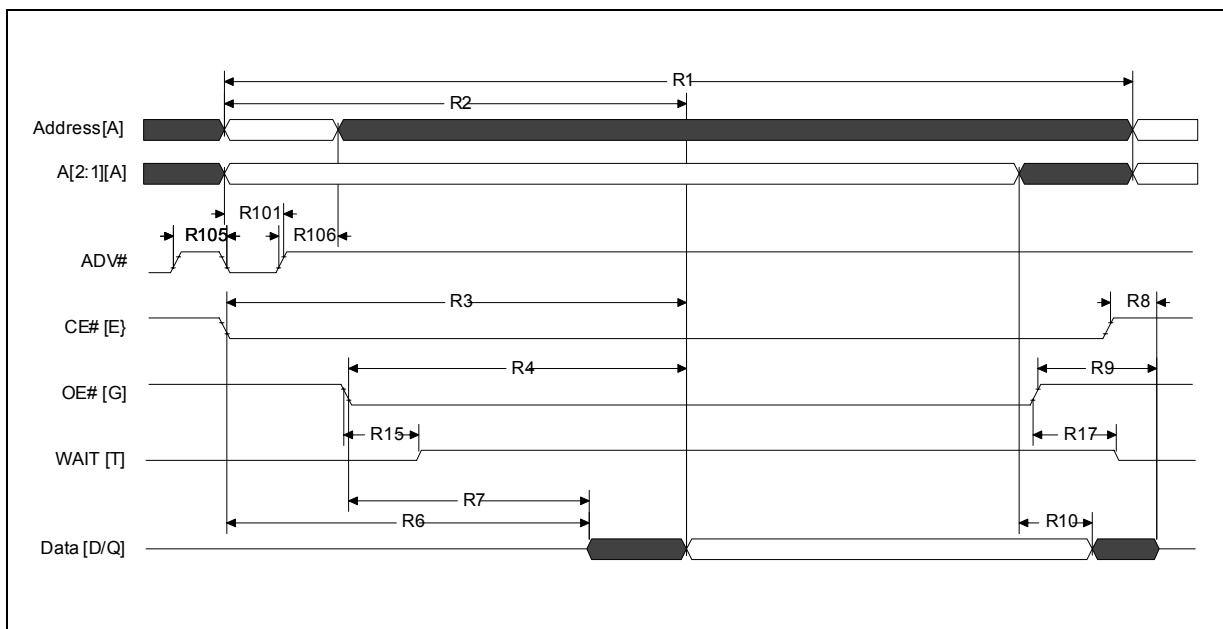 R1
R2
Address[A]
A[2:1][A]
R101
R105
R106
ADV#
R3
R8
CE# [E}
R4
R9
OE# [G]
R15
R17
WAIT [T]
R7
R6
R10
Data [D/Q]